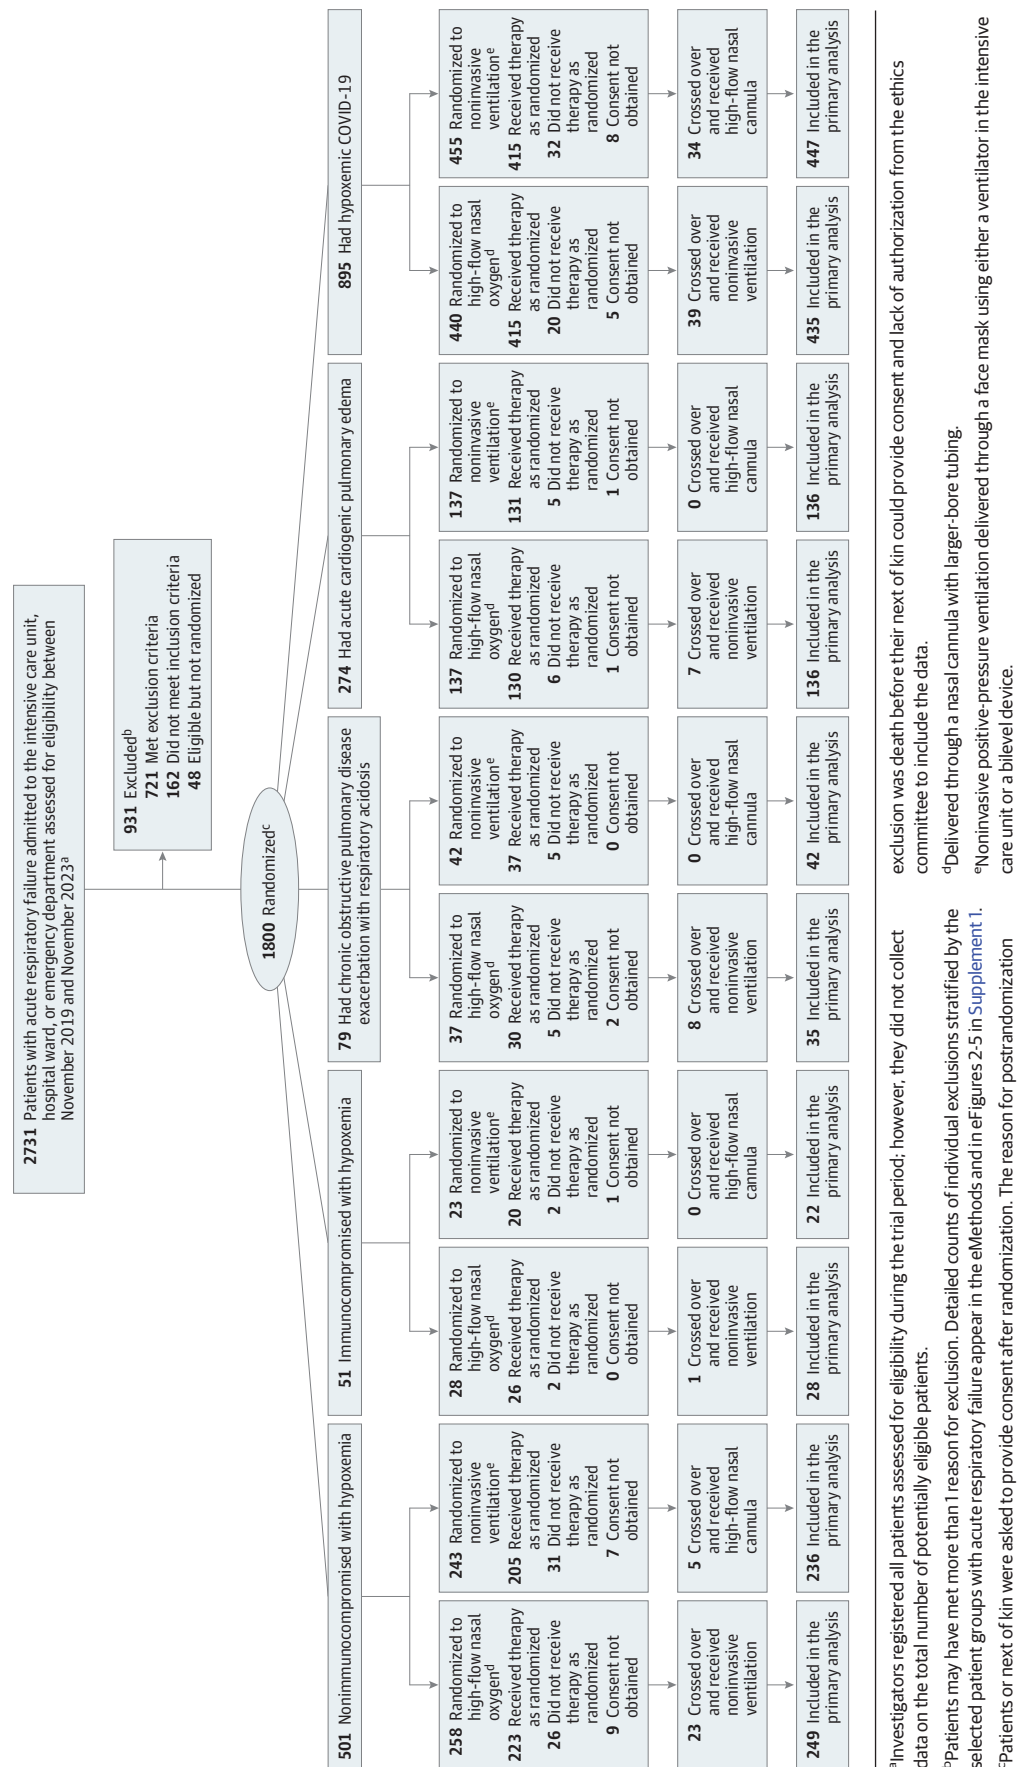 2731 Patients with acute respiratory failure admitted to the intensive care unit,
hospital ward, or emergency department assessed for eligibility between
November 2019 and November 2023a
931 Excludedb
721 Met exclusion criteria
162 Did not meet inclusion criteria
48 Eligible but not randomized
1800 Randomizedc
501 Nonimmunocompromised with hypoxemia
258 Randomized to
high-flow nasal
oxygend
223 Received therapy
as randomized
26 Did not receive
therapy as
randomized
9 Consent not
obtained
23 Crossed over
and received
noninvasive
ventilation
249 Included in the
primary analysis
243 Randomized to
noninvasive
ventilatione
205 Received therapy
as randomized
31 Did not receive
therapy as
randomized
7 Consent not
obtained
5 Crossed over
and received
high-flow nasal
cannula
236 Included in the
primary analysis
51 Immunocompromised with hypoxemia
28 Randomized to
high-flow nasal
oxygend
26 Received therapy
as randomized
2 Did not receive
therapy as
randomized
0 Consent not
obtained
1 Crossed over
and received
noninvasive
ventilation
28 Included in the
primary analysis
23 Randomized to
noninvasive
ventilatione
20 Received therapy
as randomized
2 Did not receive
therapy as
randomized
1 Consent not
obtained
0 Crossed over
and received
high-flow nasal
cannula
22 Included in the
primary analysis
79 Had chronic obstructive pulmonary disease
exacerbation with respiratory acidosis
37 Randomized to
high-flow nasal
oxygend
30 Received therapy
as randomized
5 Did not receive
therapy as
randomized
2 Consent not
obtained
8 Crossed over
and received
noninvasive
ventilation
35 Included in the
primary analysis
42 Randomized to
noninvasive
ventilatione
37 Received therapy
as randomized
5 Did not receive
therapy as
randomized
0 Consent not
obtained
0 Crossed over
and received
high-flow nasal
cannula
42 Included in the
primary analysis
274 Had acute cardiogenic pulmonary edema
137 Randomized to
high-flow nasal
oxygend
130 Received therapy
as randomized
6 Did not receive
therapy as
randomized
1 Consent not
obtained
7 Crossed over
and received
noninvasive
ventilation
136 Included in the
primary analysis
137 Randomized to
noninvasive
ventilatione
131 Received therapy
as randomized
5 Did not receive
therapy as
randomized
1 Consent not
obtained
0 Crossed over
and received
high-flow nasal
cannula
136 Included in the
primary analysis
895 Had hypoxemic COVID-19
440 Randomized to
high-flow nasal
oxygend
415 Received therapy
as randomized
20 Did not receive
therapy as
randomized
5 Consent not
obtained
39 Crossed over
and received
noninvasive
ventilation
435 Included in the
primary analysis
455 Randomized to
noninvasive
ventilatione
415 Received therapy
as randomized
32 Did not receive
therapy as
randomized
8 Consent not
obtained
34 Crossed over
and received
high-flow nasal
cannula
447 Included in the
primary analysis
aInvestigators registered all patients assessed for eligibility during the trial period; however, they did not collect
data on the total number of potentially eligible patients.
bPatients may have met more than 1 reason for exclusion. Detailed counts of individual exclusions stratified by the
selected patient groups with acute respiratory failure appear in the eMethods and in eFigures 2-5 in Supplement 1.
cPatients or next of kin were asked to provide consent after randomization. The reason for postrandomization
exclusion was death before their next of kin could provide consent and lack of authorization from the ethics
committee to include the data.
dDelivered through a nasal cannula with larger-bore tubing.
eNoninvasive positive-pressure ventilation delivered through a face mask using either a ventilator in the intensive
care unit or a bilevel device.